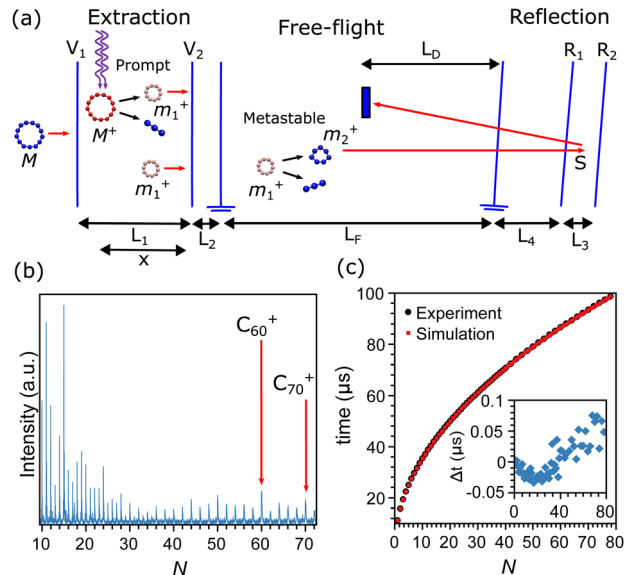 (a)
Extraction
Free-flight
Reflection
V1
V2
R1
R2
Prompt
LD
m1+
M
M+
Metastable
m2+
m1+
m1+
S
L1
L2
LF
L4
L3
x
(b)
(c)
Intensity (a.u.)
C60+
C70+
10 20 30 40 50 60 70
N
time (μs)
100
80
60
40
20
Experiment
Simulation
Δt (μs)
0.1
0.05
0
-0.05
0 20 40 60 80
0 10 20 30 40 50 60 70 80
N